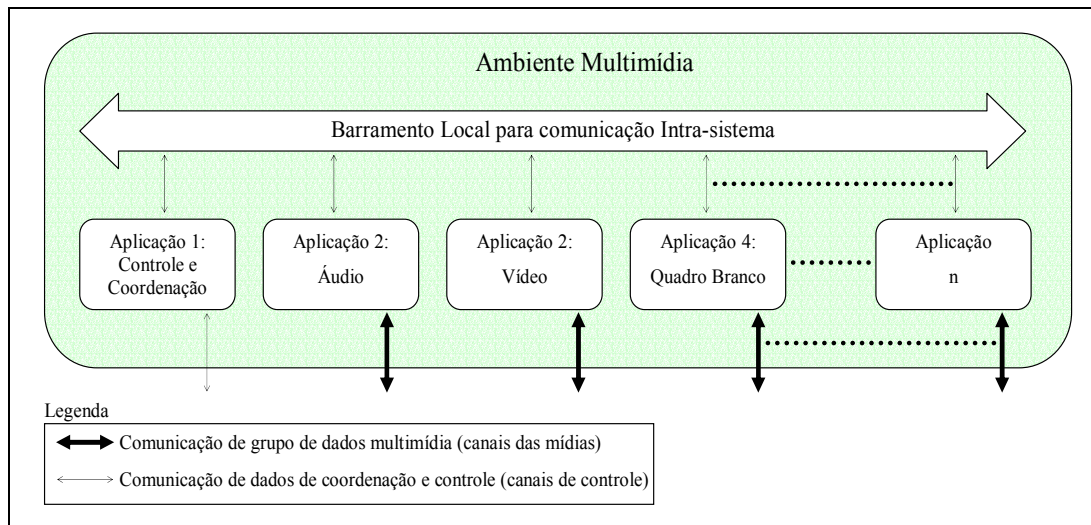 Ambiente Multimídia
Barramento Local para comunicação Intra-sistema
Aplicação 1:
Controle e
Coordenação
Aplicação 2:
Áudio
Aplicação 2:
Vídeo
Aplicação 4:
Quadro Branco
Aplicação
n
Legenda
Comunicação de grupo de dados multimídia (canais das mídias)
Comunicação de dados de coordenação e controle (canais de controle)